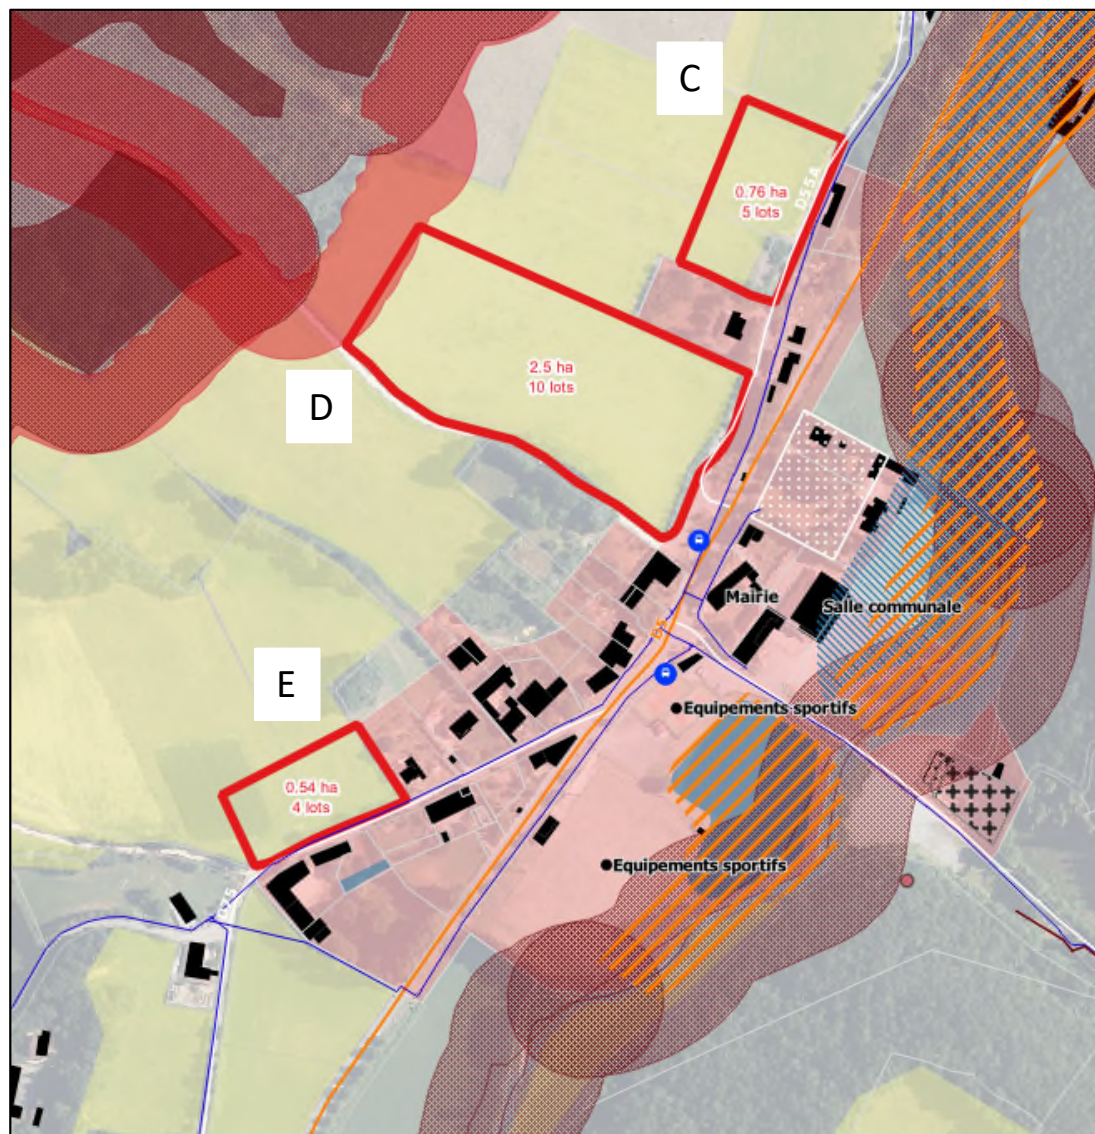 C
0.76 ha
5 lots
D55A
2.5 ha
10 lots
D
Mairie
Salle communale
D5
E
Equipements sportifs
0.54 ha
4 lots
Equipements sportifs